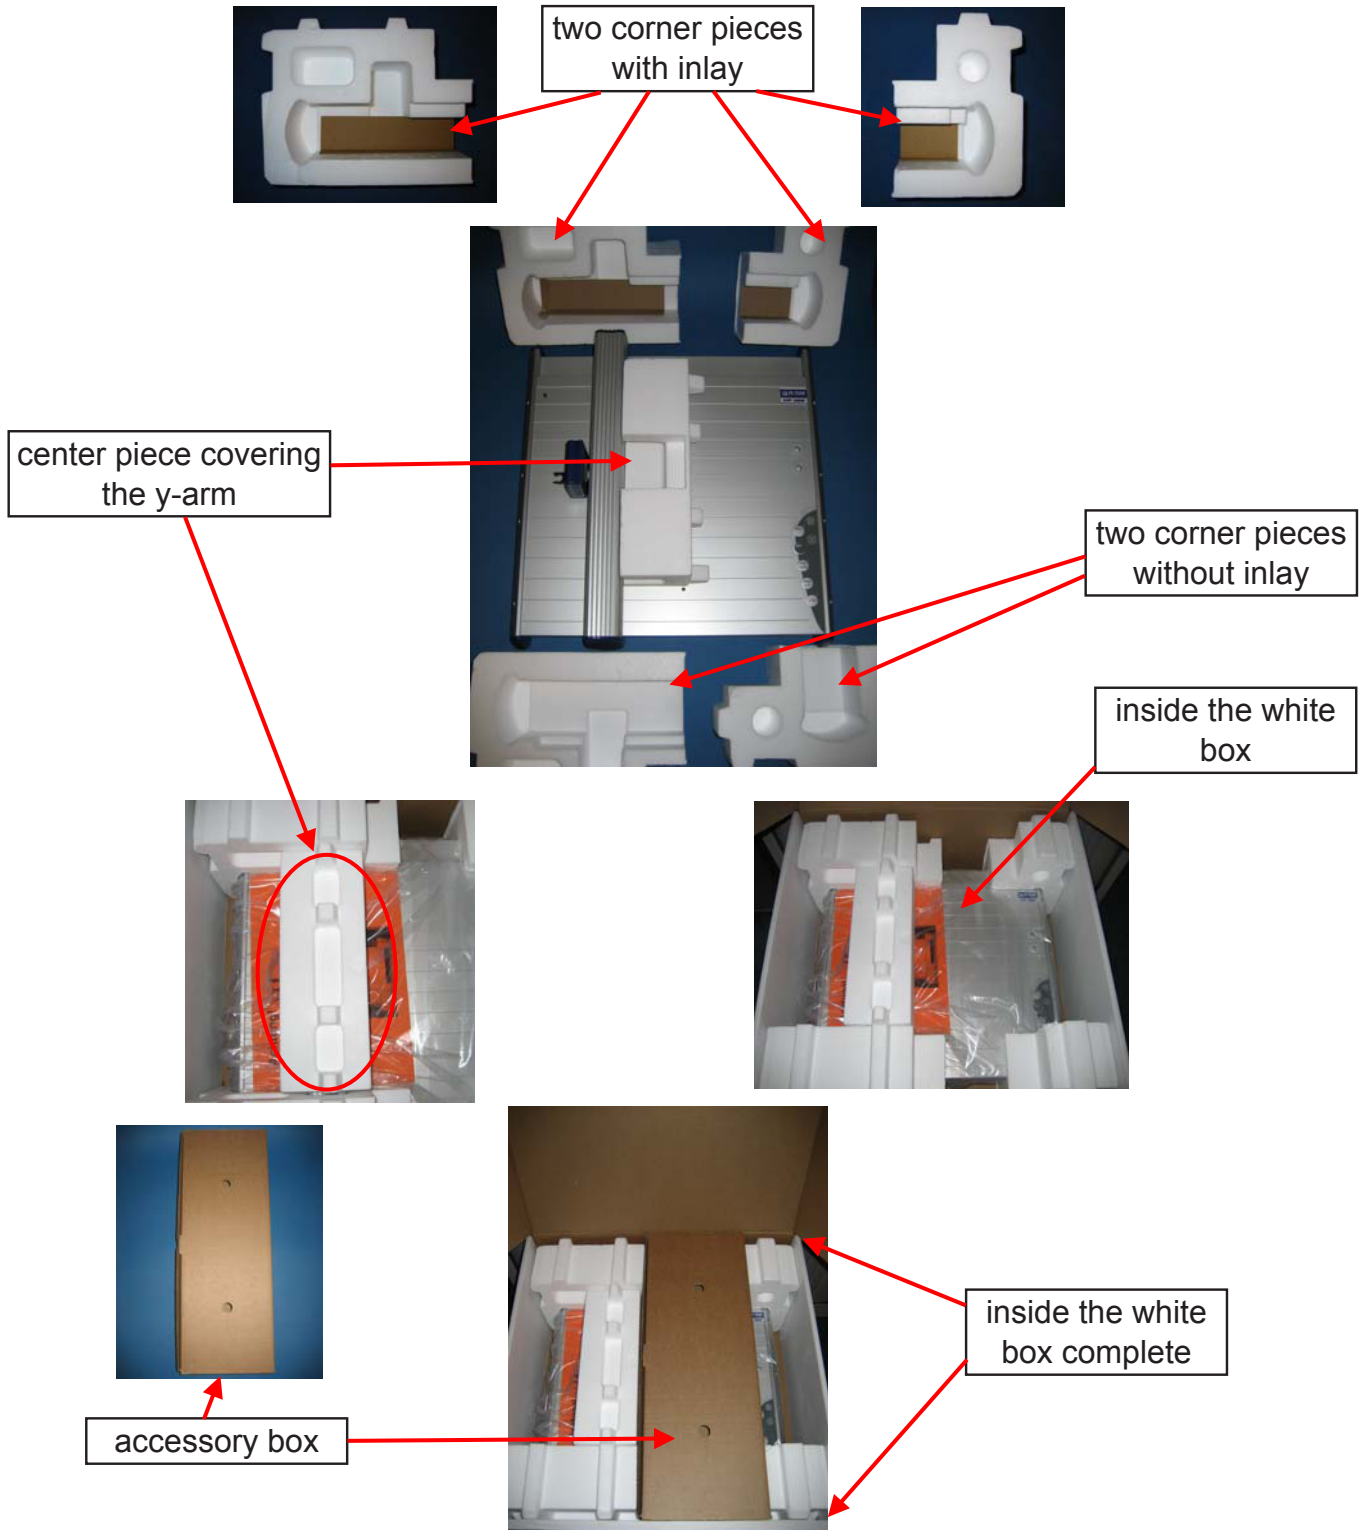 two corner pieces
with inlay
center piece covering
the y-arm
two corner pieces
without inlay
inside the white
box
inside the white
box complete
accessory box